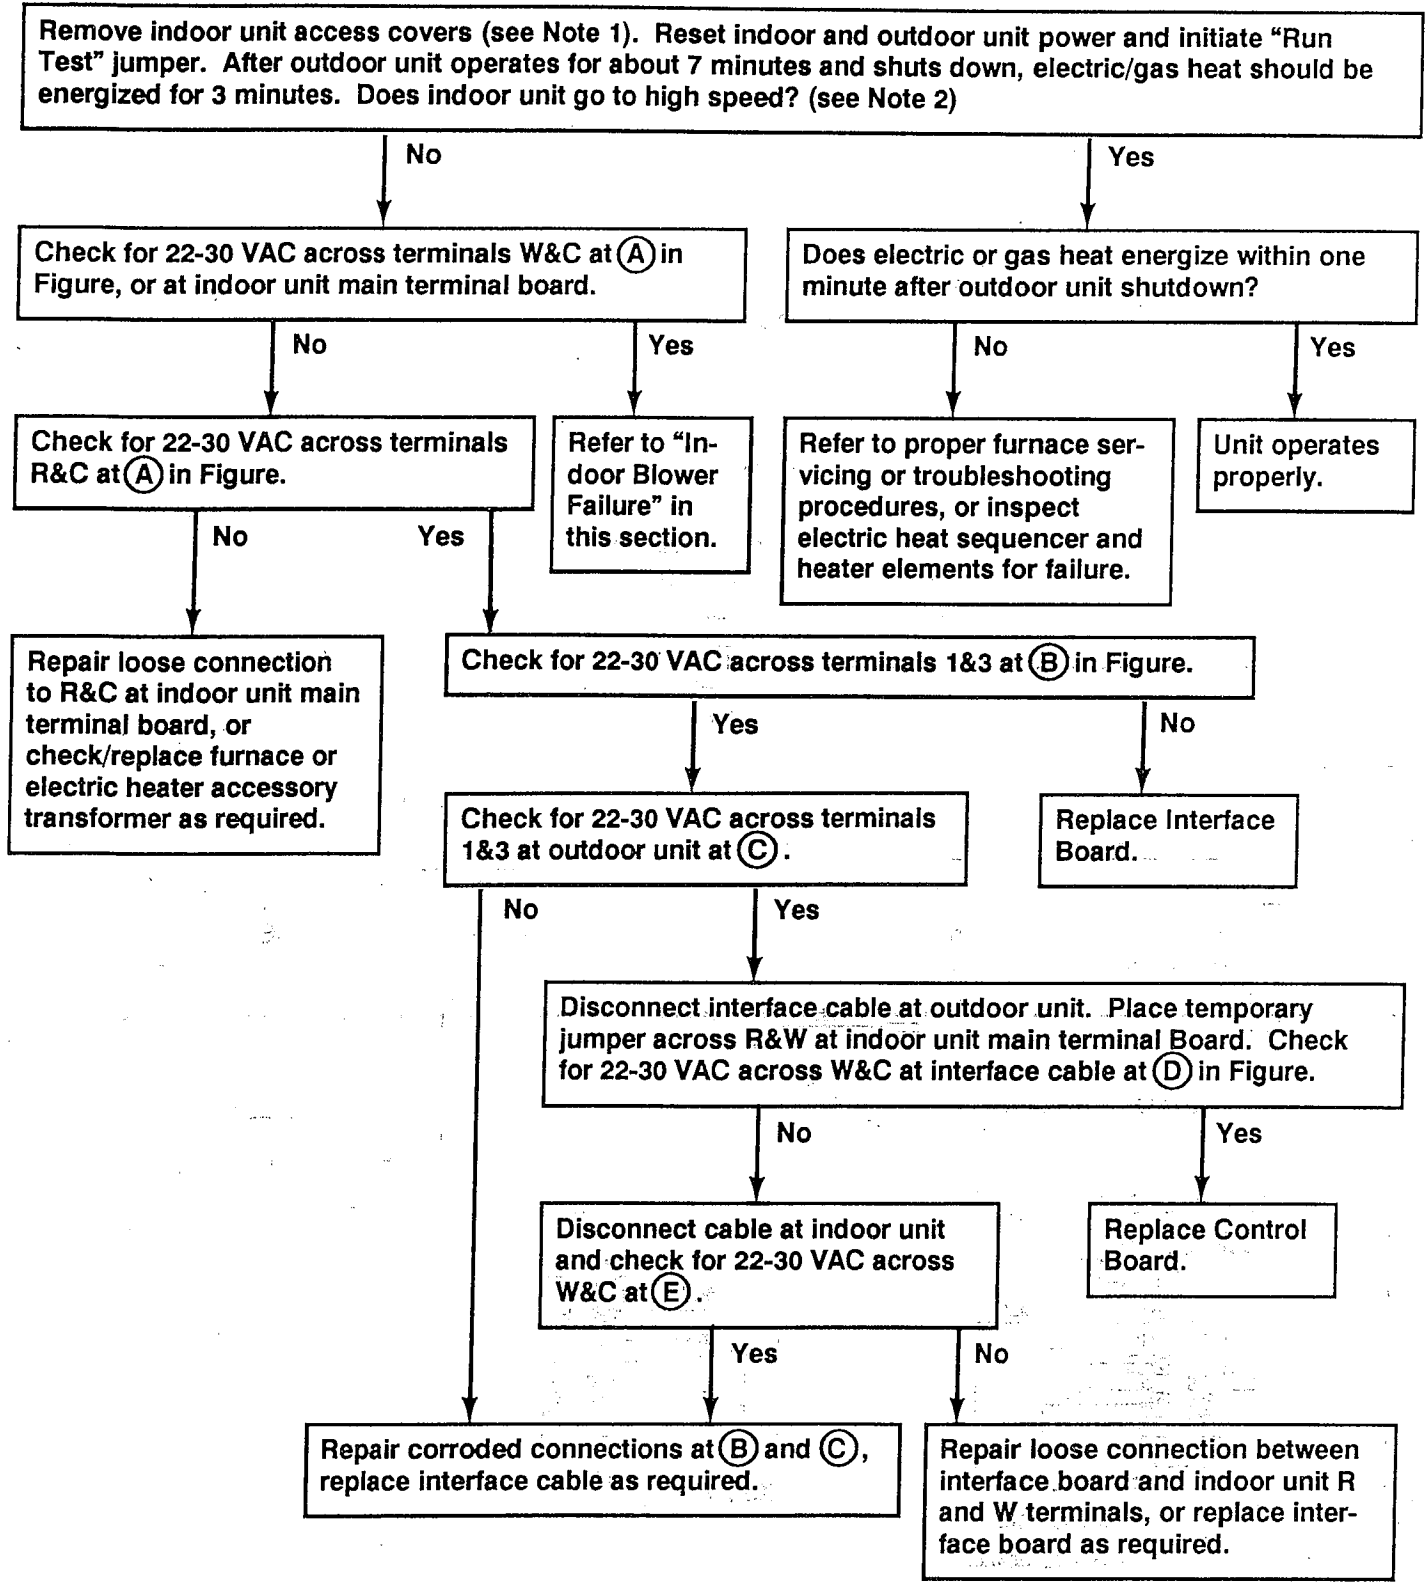 Remove indoor unit access covers (see Note 1).  Reset indoor and outdoor unit power and initiate “Run
Test” jumper.  After outdoor unit operates for about 7 minutes and shuts down, electric/gas heat should be
energized for 3 minutes.  Does indoor unit go to high speed? (see Note 2)
No
Yes
Check for 22-30 VAC across terminals W&C at Ⓐ in
Figure, or at indoor unit main terminal board.
Does electric or gas heat energize within one
minute after outdoor unit shutdown?
No
Yes
No
Yes
Check for 22-30 VAC across terminals
R&C at Ⓐ in Figure.
Refer to “In-
door Blower
Failure” in
this section.
Refer to proper furnace ser-
vicing or troubleshooting
procedures, or inspect
electric heat sequencer and
heater elements for failure.
Unit operates
properly.
No
Yes
Repair loose connection
to R&C at indoor unit main
terminal board, or
check/replace furnace or
electric heater accessory
transformer as required.
Check for 22-30 VAC across terminals 1&3 at Ⓑ in Figure.
Yes
No
Check for 22-30 VAC across terminals
1&3 at outdoor unit at Ⓒ.
Replace Interface
Board.
No
Yes
Disconnect interface cable at outdoor unit.  Place temporary
jumper across R&W at indoor unit main terminal Board.  Check
for 22-30 VAC across W&C at interface cable at Ⓓ in Figure.
No
Yes
Disconnect cable at indoor unit
and check for 22-30 VAC across
W&C at Ⓔ.
Replace Control
Board.
Yes
No
Repair corroded connections at Ⓑ and Ⓒ,
replace interface cable as required.
Repair loose connection between
interface board and indoor unit R
and W terminals, or replace inter-
face board as required.